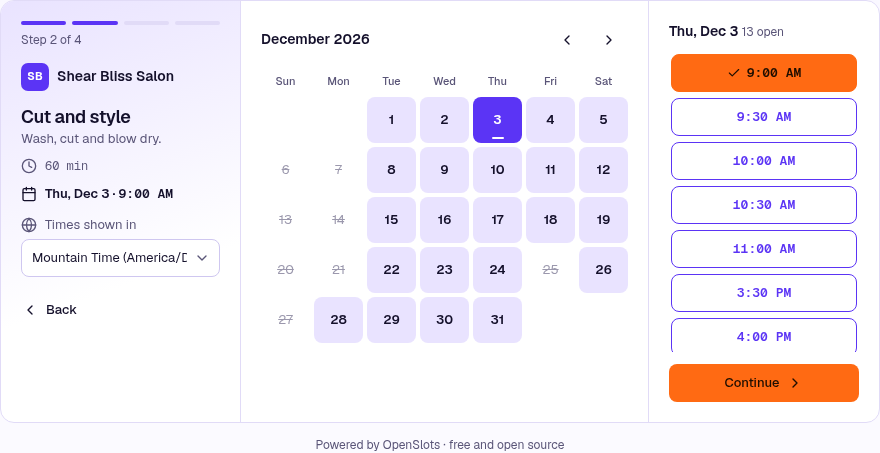 Step 2 of 4
SB Shear Bliss Salon
Cut and style
Wash, cut and blow dry.
60 min
Thu, Dec 3 · 9:00 AM
Times shown in
Mountain Time (America/D
Back
December 2026
Sun Mon Tue Wed Thu Fri Sat
1 2 3 4 5
6 7 8 9 10 11 12
13 14 15 16 17 18 19
20 21 22 23 24 25 26
27 28 29 30 31
Thu, Dec 3 13 open
9:00 AM
9:30 AM
10:00 AM
10:30 AM
11:00 AM
3:30 PM
4:00 PM
Continue
Powered by OpenSlots · free and open source